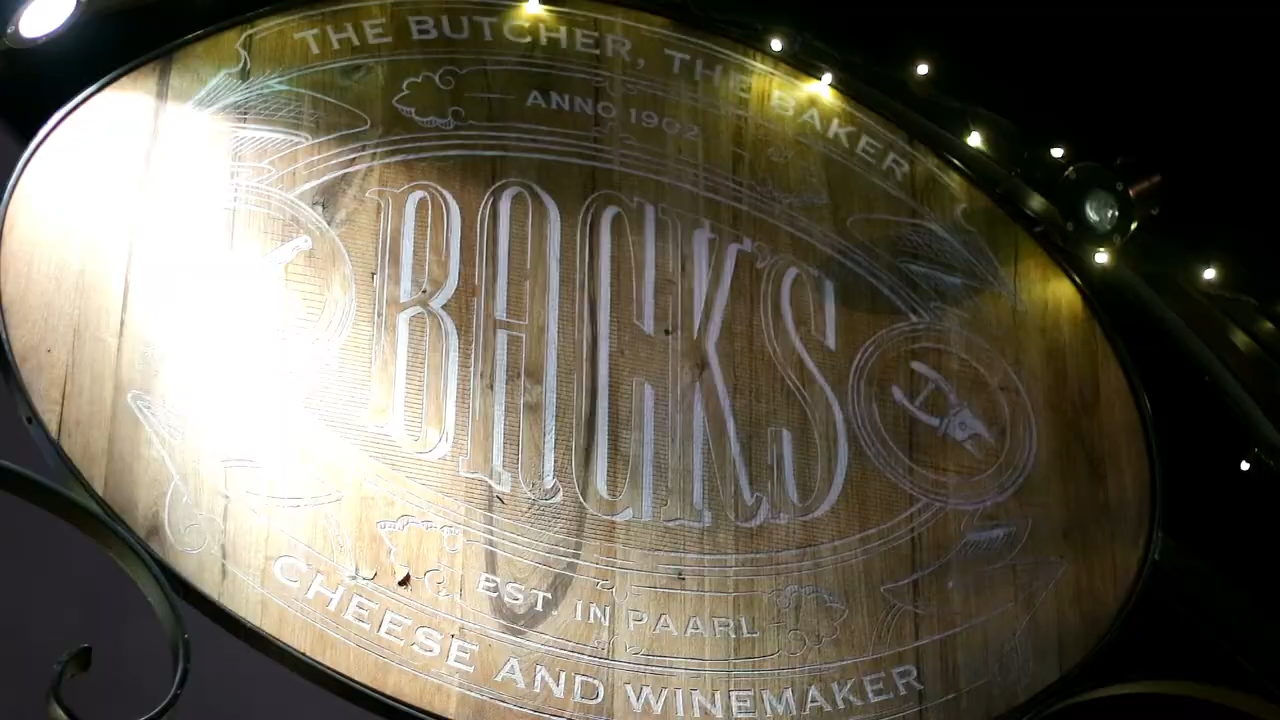 THE BUTCHER, THE BAKER
ANNO 1902
BACKS
EST. IN PAARL
CHEESE AND WINEMAKER